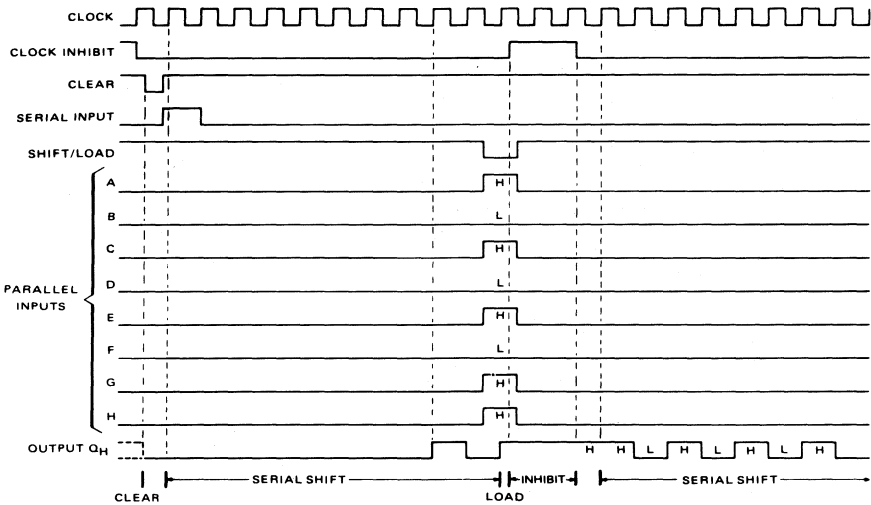 CLOCK
CLOCK INHIBIT
CLEAR
SERIAL INPUT
SHIFT/LOAD
A H
B L
C H
D L
PARALLEL
INPUTS
E H
F L
G H
H H
OUTPUT QH H H L H L H L H
SERIAL SHIFT INHIBIT SERIAL SHIFT
CLEAR LOAD